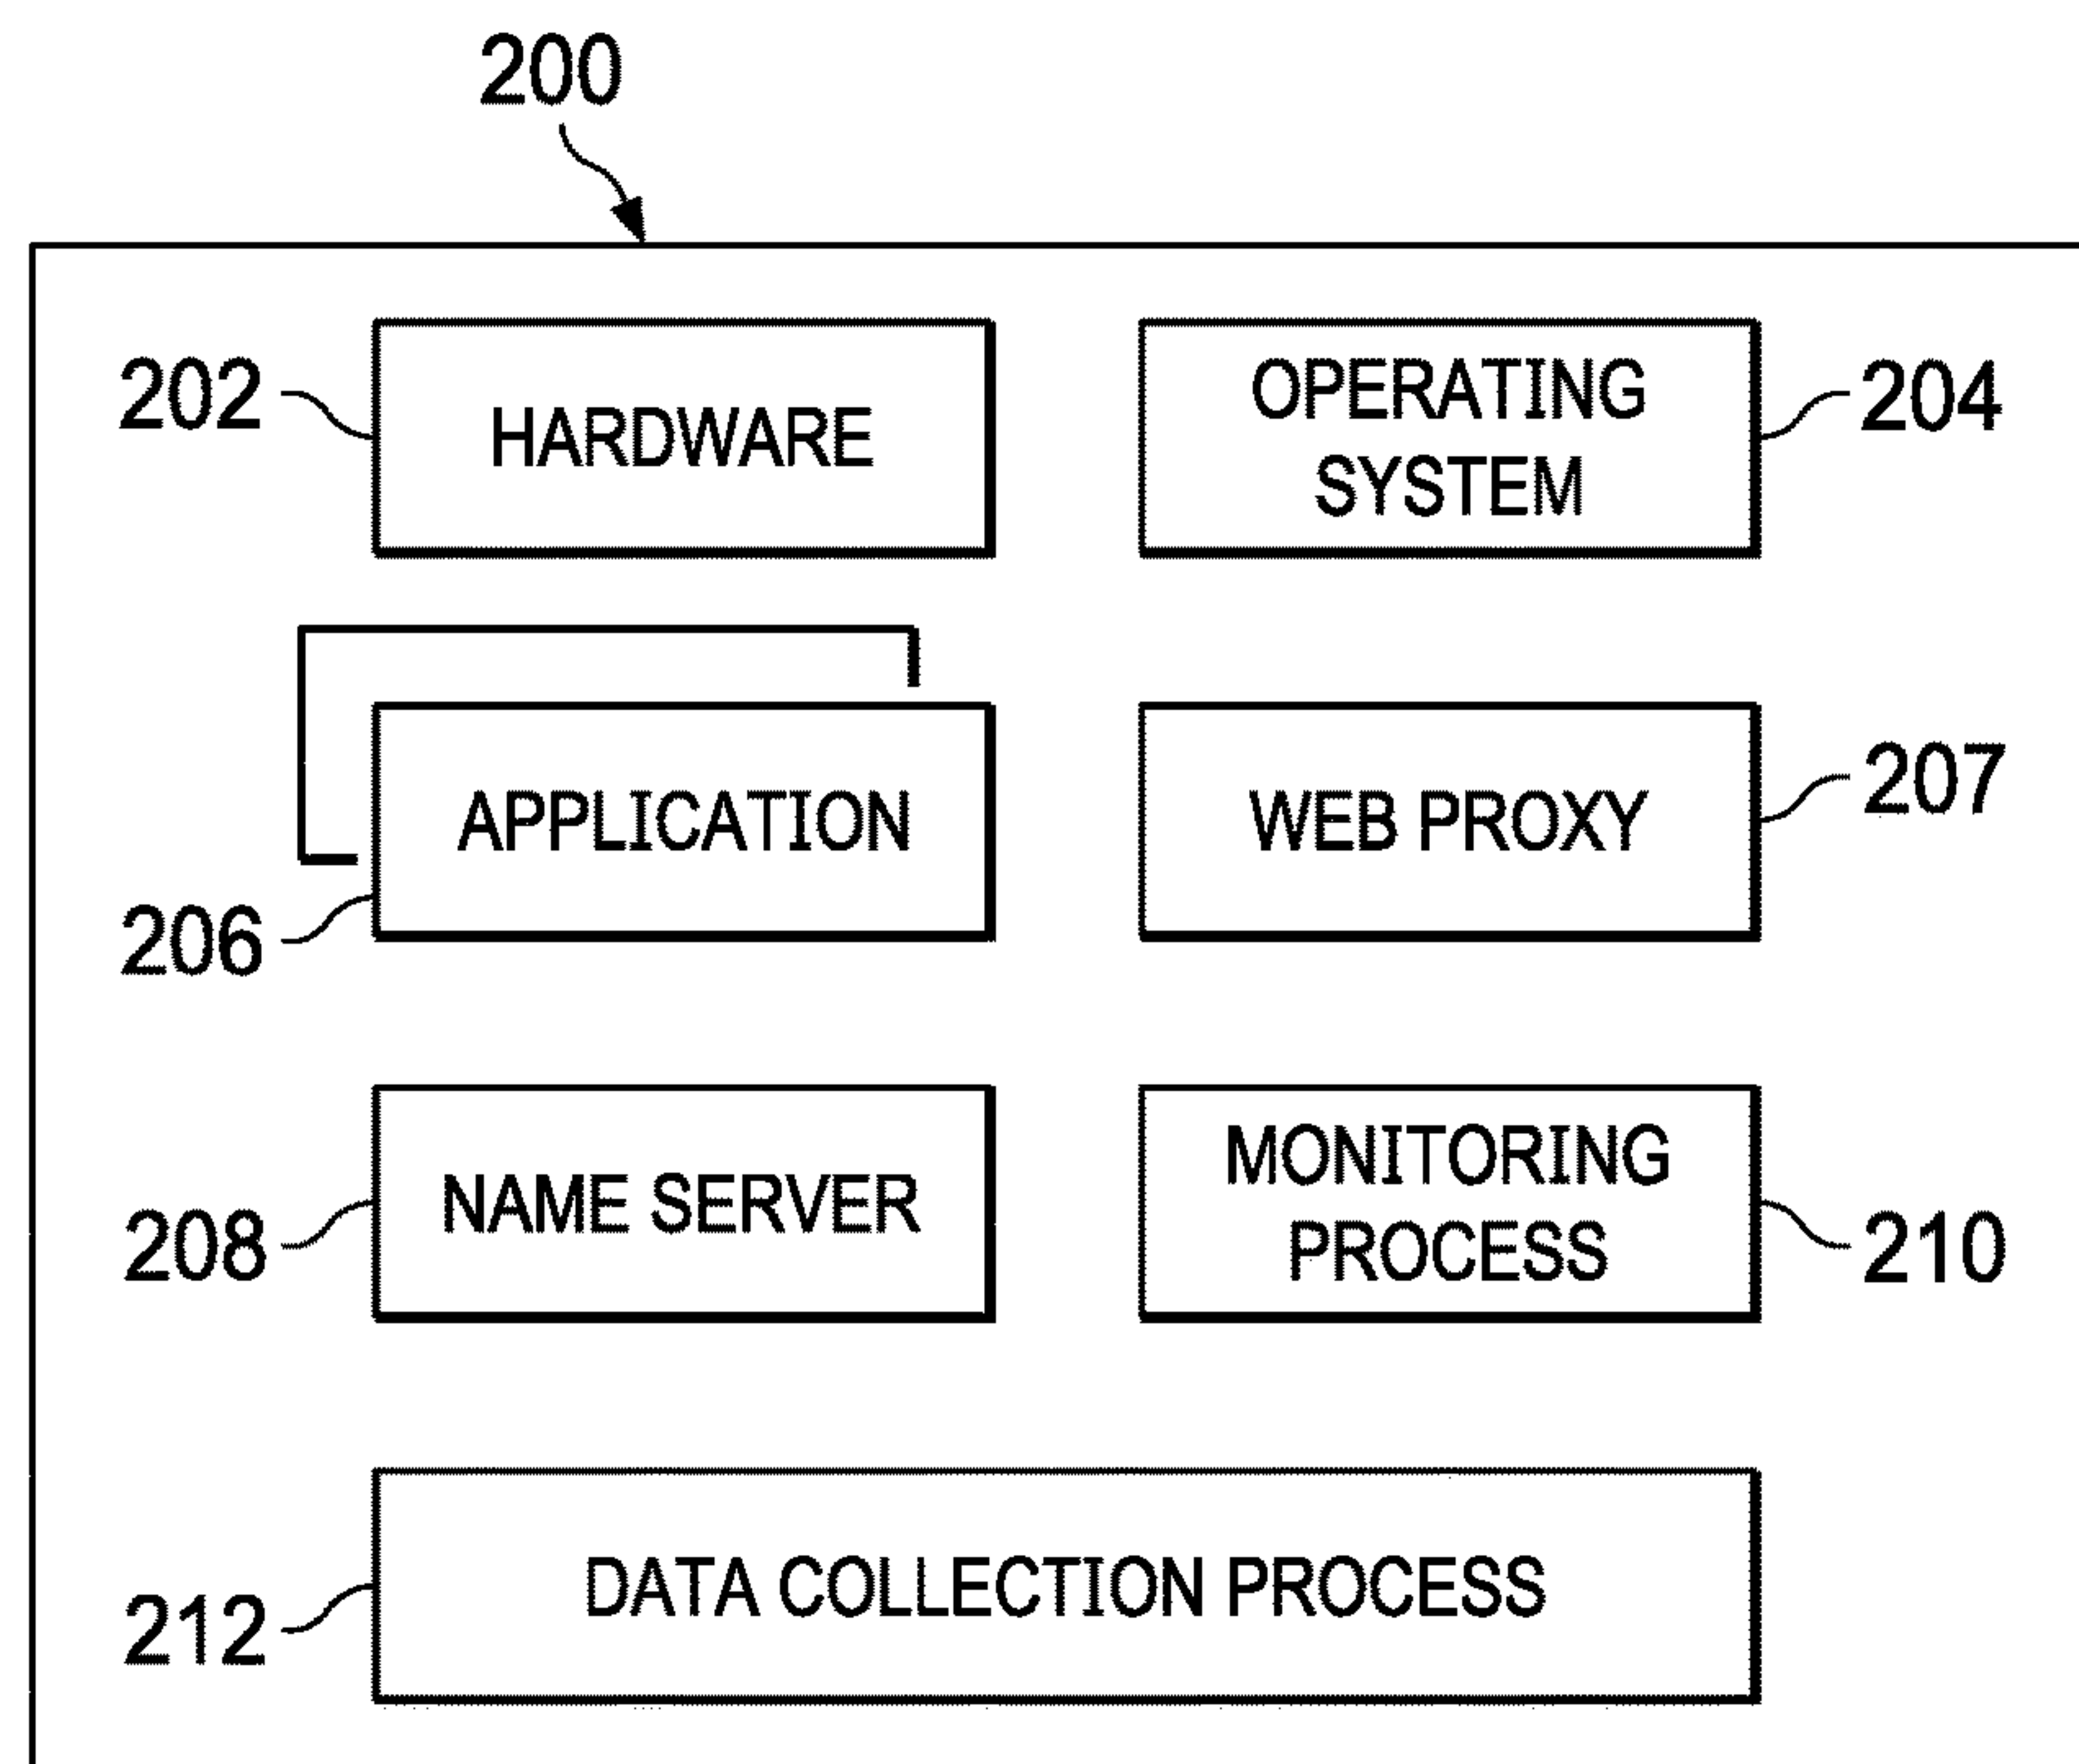 200
202
HARDWARE
OPERATING
SYSTEM
204
APPLICATION
206
WEB PROXY
207
NAME SERVER
208
MONITORING
PROCESS
210
DATA COLLECTION PROCESS
212